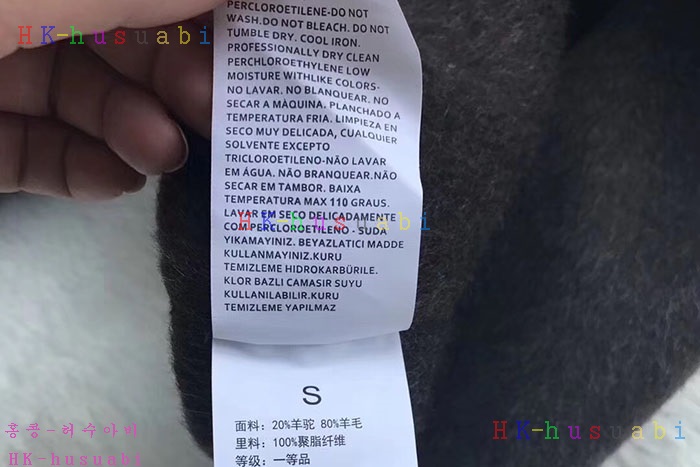 PERCLOROETILENE-DO NOT
WASH.DO NOT BLEACH. DO NOT
TUMBLE DRY. COOL IRON.
PROFESSIONALLY DRY CLEAN
PERCHLOROETHYLENE LOW
MOISTURE WITHLIKE COLORS-
NO LAVAR. NO BLANQUEAR. NO
SECAR A MÀQUINA. PLANCHADO A
TEMPERATURA FRIA. LIMPIEZA EN
SECO MUY DELICADA, CUALQUIER
SOLVENTE EXCEPTO
TRICLOROETILENO-NÃO LAVAR
EM ÁGUA. NÃO BRANQUEAR.NÃO
SECAR EM TAMBOR. BAIXA
TEMPERATURA MAX 110 GRAUS.
LAVAR EM SECO DELICADAMENTE
COM PERCLOROETILENO - SUDA
YIKAMAYINIZ. BEYAZLATICI MADDE
KULLANMAYINIZ.KURU
TEMIZLEME HIDROKARBÜRILE.
KLOR BAZLI CAMASIR SUYU
KULLANILABILIR.KURU
TEMIZLEME YAPILMAZ
S
面料: 20%羊驼 80%羊毛
里料: 100%聚脂纤维
等级: 一等品
HK-husuabi
HK-husuabi
HK-husuabi
홍콩-허수아비
HK-husuabi